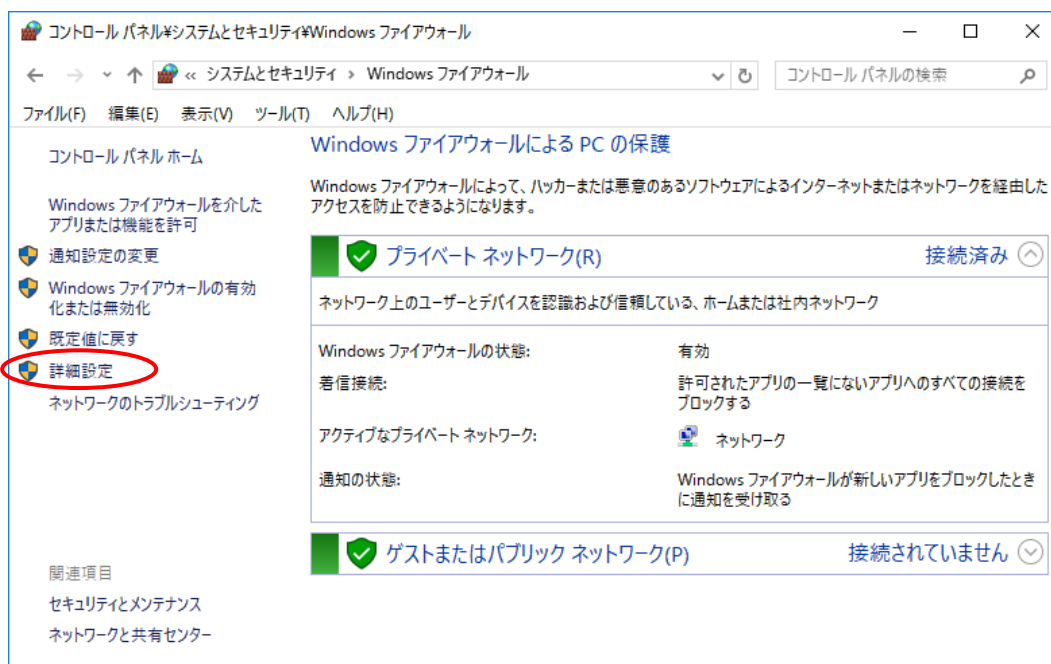 コントロール パネル¥システムとセキュリティ¥Windows ファイアウォール
« システムとセキュリティ › Windows ファイアウォール
コントロール パネルの検索
ファイル(F) 編集(E) 表示(V) ツール(T) ヘルプ(H)
コントロール パネル ホーム
Windows ファイアウォールを介した
アプリまたは機能を許可
通知設定の変更
Windows ファイアウォールの有効
化または無効化
既定値に戻す
詳細設定
ネットワークのトラブルシューティング
関連項目
セキュリティとメンテナンス
ネットワークと共有センター
Windows ファイアウォールによる PC の保護
Windows ファイアウォールによって、ハッカーまたは悪意のあるソフトウェアによるインターネットまたはネットワークを経由した
アクセスを防止できるようになります。
プライベート ネットワーク(R) 接続済み
ネットワーク上のユーザーとデバイスを認識および信頼している、ホームまたは社内ネットワーク
Windows ファイアウォールの状態: 有効
着信接続: 許可されたアプリの一覧にないアプリへのすべての接続を
ブロックする
アクティブなプライベート ネットワーク: ネットワーク
通知の状態: Windows ファイアウォールが新しいアプリをブロックしたとき
に通知を受け取る
ゲストまたはパブリック ネットワーク(P) 接続されていません